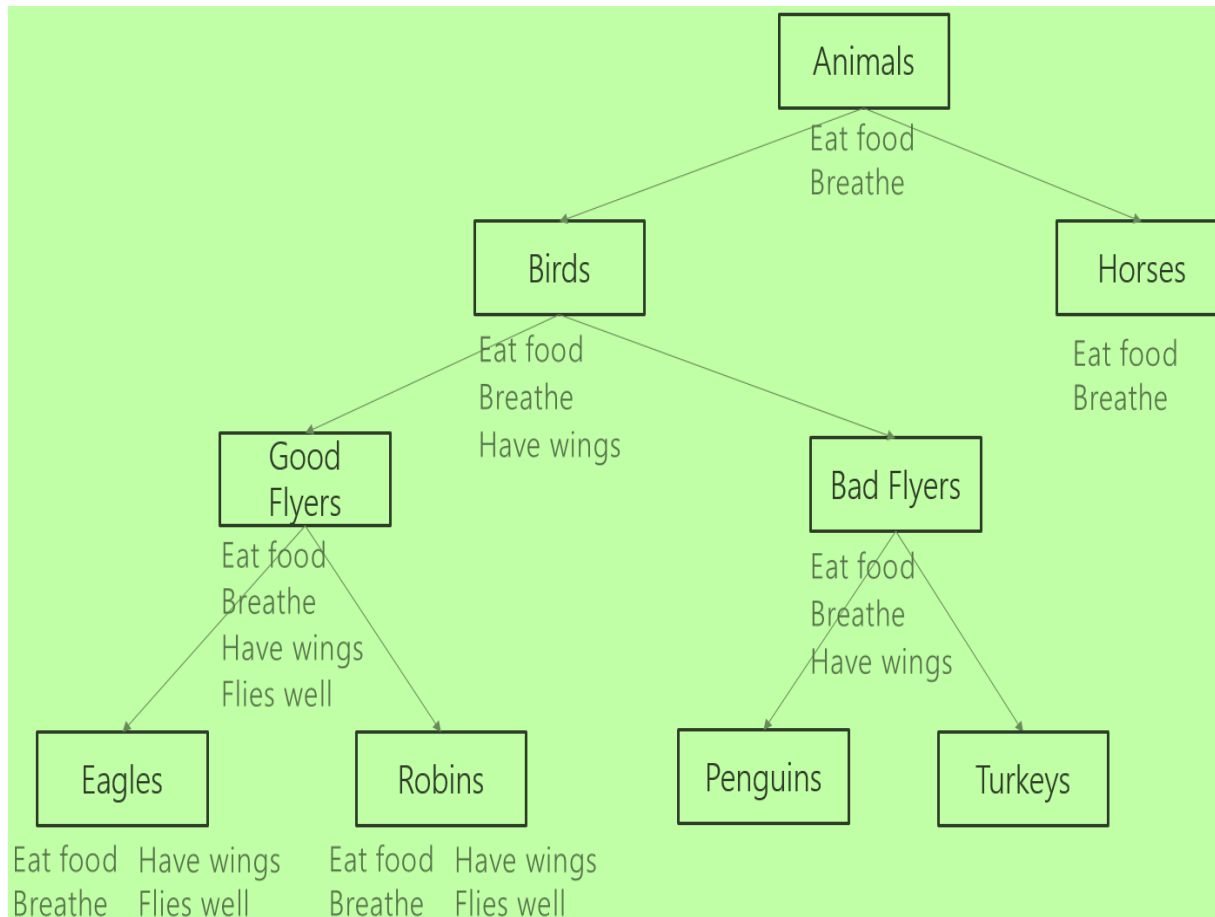 Animals
Eat food
Breathe
Birds
Horses
Eat food
Breathe
Have wings
Eat food
Breathe
Good
Flyers
Bad Flyers
Eat food
Breathe
Have wings
Flies well
Eat food
Breathe
Have wings
Eagles
Robins
Penguins
Turkeys
Eat food Have wings
Breathe Flies well
Eat food Have wings
Breathe Flies well